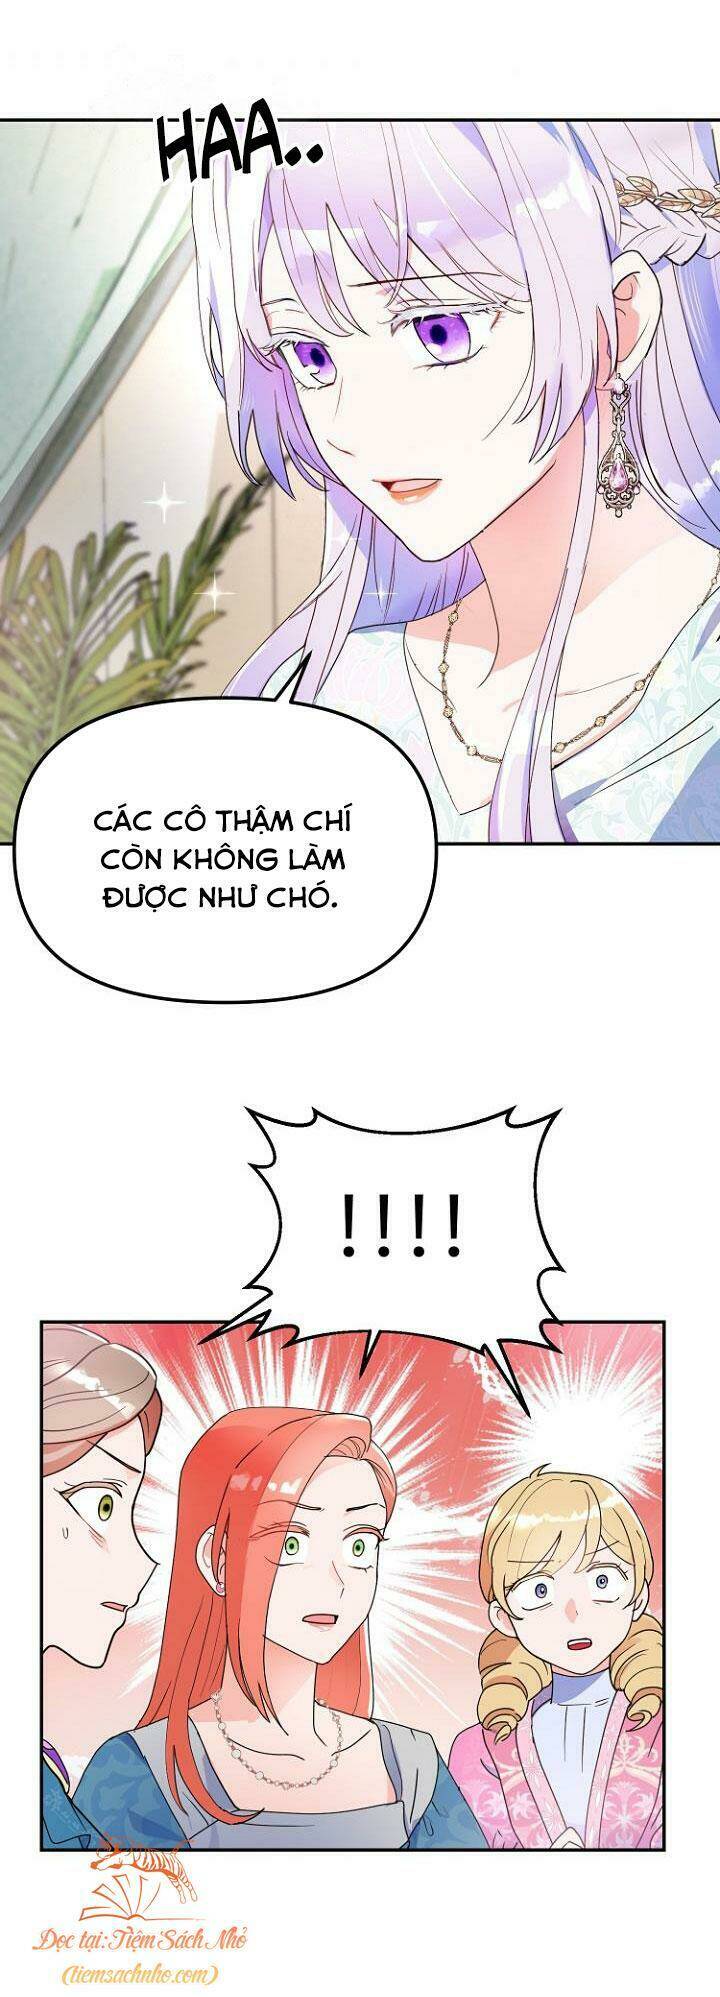 HAA..
CÁC CÔ THẬM CHÍ
CÒN KHÔNG LÀM
ĐƯỢC NHƯ CHÓ.
!!!!
Đọc tại: Tiệm Sách Nhỏ
(tiemsachnho.com)